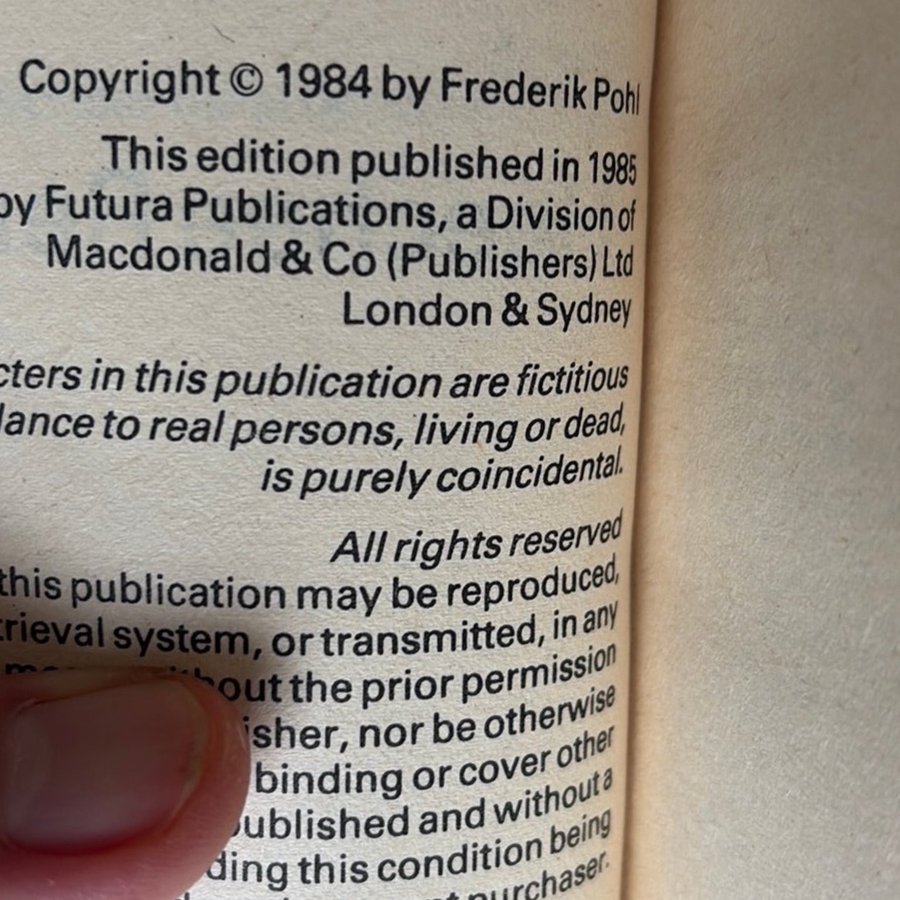 Copyright © 1984 by Frederik Pohl
This edition published in 1985
by Futura Publications, a Division of
Macdonald & Co (Publishers) Ltd
London & Sydney
cters in this publication are fictitious
lance to real persons, living or dead,
is purely coincidental.
All rights reserved
this publication may be reproduced,
trieval system, or transmitted, in any
out the prior permission
isher, nor be otherwise
binding or cover other
ublished and without a
ding this condition being
purchaser.